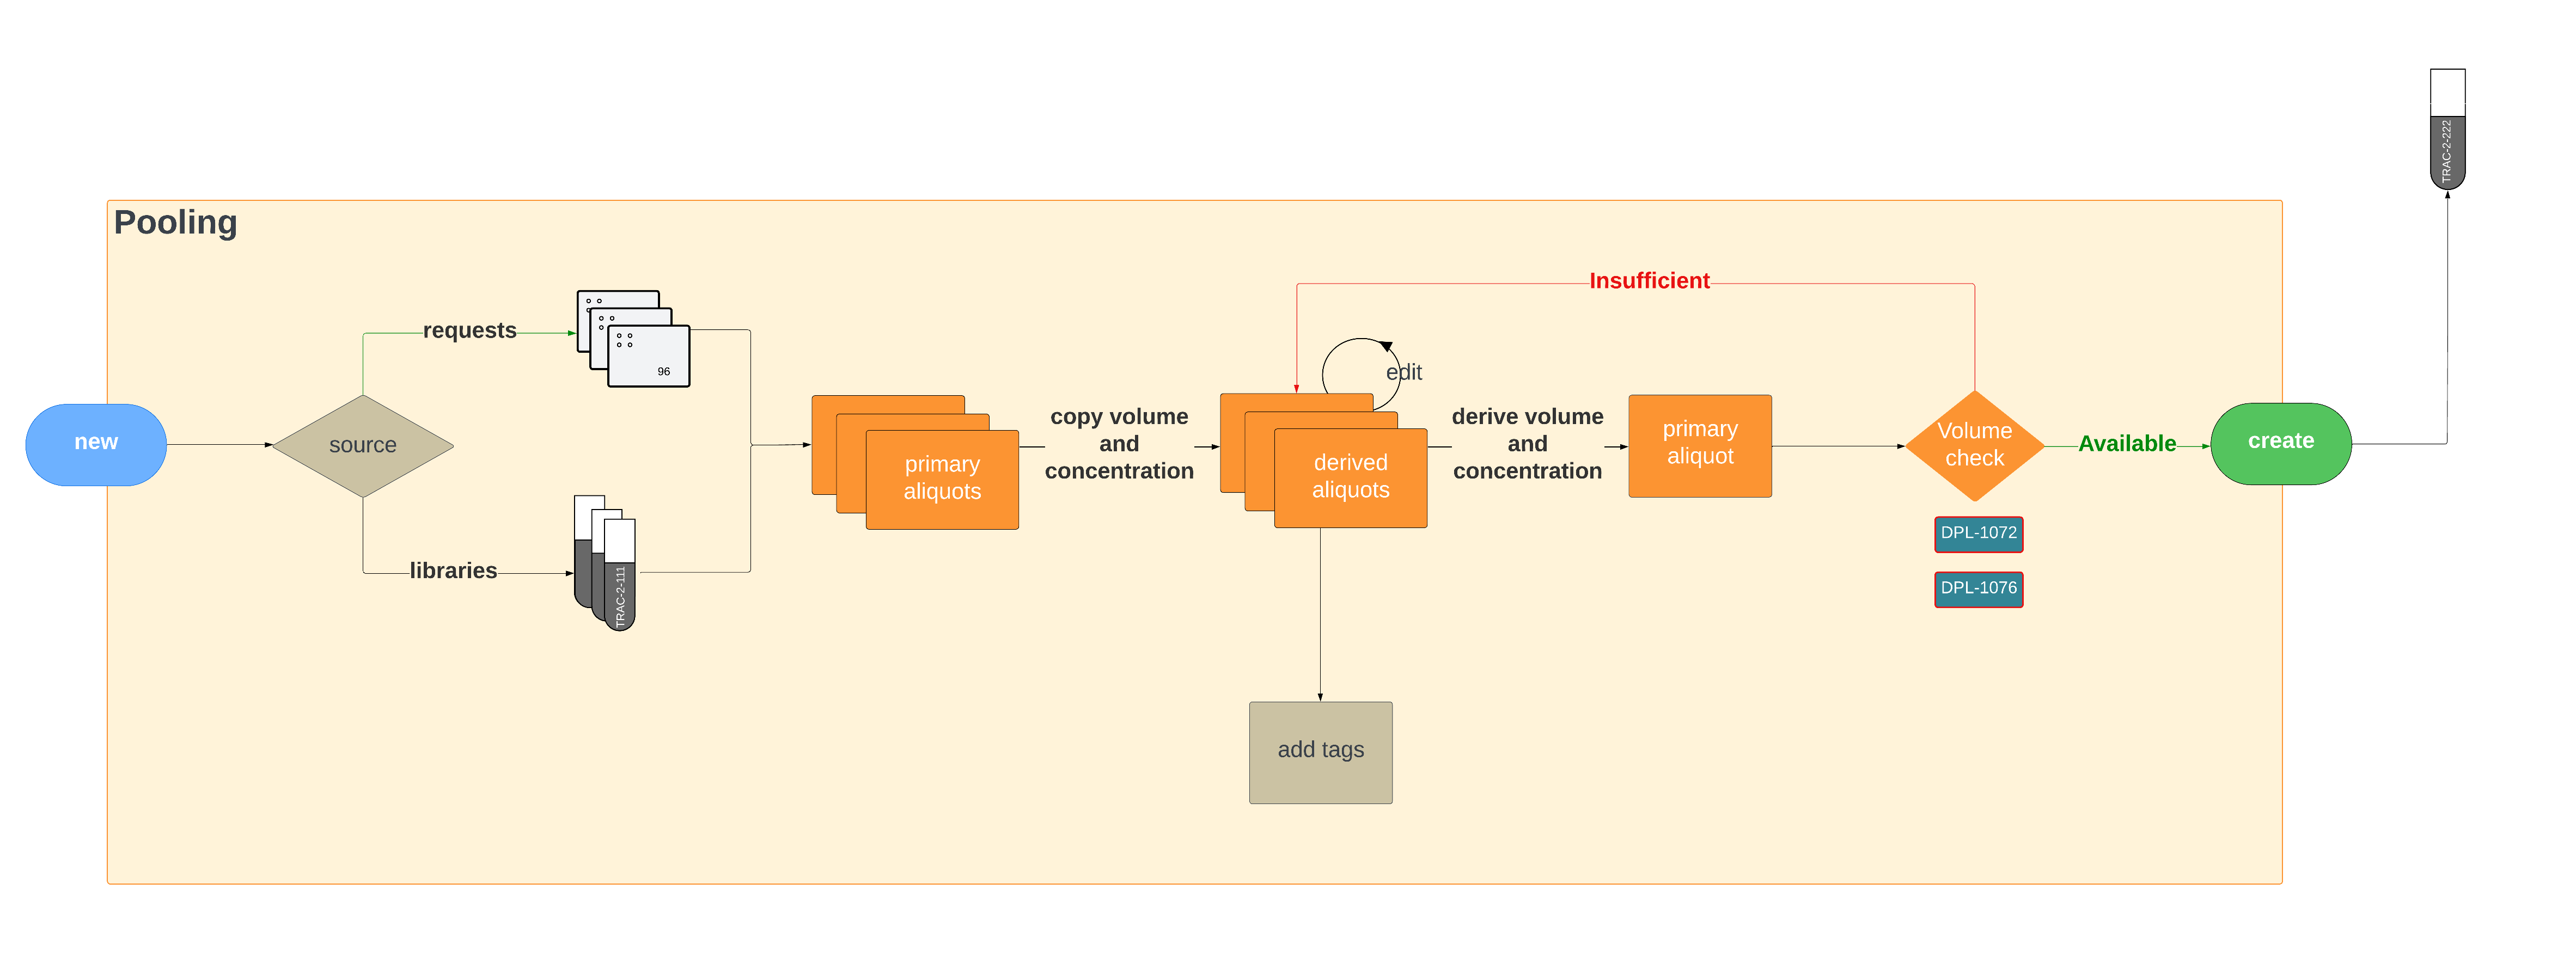 TRAC-2-222
Pooling
Insufficient
requests
96
edit
new
source
copy volume
and
concentration
primary
aliquots
derived
aliquots
derive volume
and
concentration
primary
aliquot
Volume
check
Available
create
DPL-1072
DPL-1076
libraries
TRAC-2-111
add tags